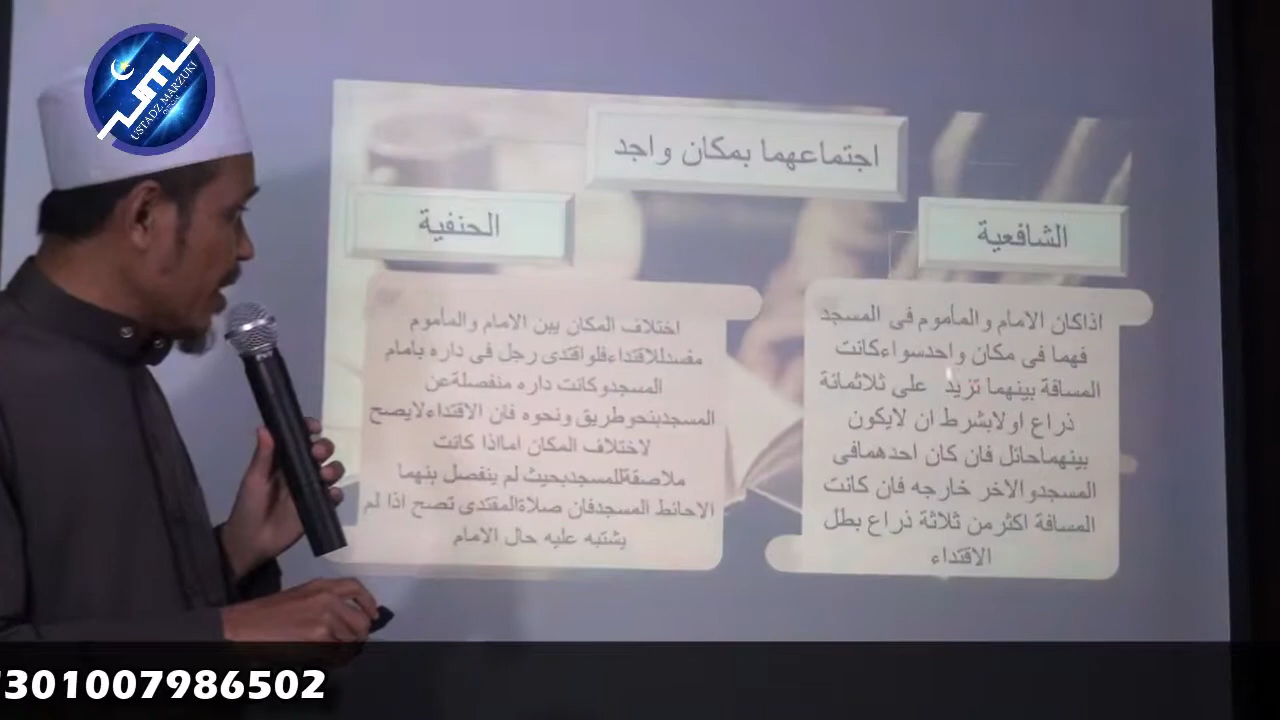 USTADZ MARZUKI
اجتماعهما بمكان واجد
الشافعية
اذاكان الامام والمأموم فى المسجد
فهما فى مكان واحدسواءكانت
المسافة بينهما تزيد على ثلاثمائة
ذراع اولابشرط ان لايكون
بينهماحائل فان كان احدهمافى
المسجدوالاخر خارجه فان كانت
المسافة اكثرمن ثلاثة ذراع بطل
الاقتداء
الحنفية
اختلاف المكان بين الامام والمأموم
مفسدللاقتداءفلواقتدى رجل فى داره بامام
المسجدوكانت داره منفصلةعن
المسجدبنحوطريق ونحوه فان الاقتداءلايصح
لاختلاف المكان امااذا كانت
ملاصقةللمسجدبحيث لم ينفصل بنهما
الاحائط المسجدفان صلاةالمقتدى تصح اذا لم
يشتبه عليه حال الامام
301007986502